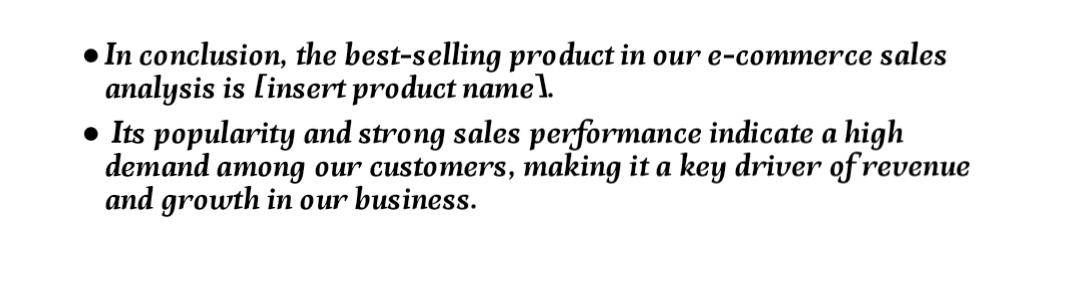 • In conclusion, the best-selling product in our e-commerce sales
analysis is [insert product name].
• Its popularity and strong sales performance indicate a high
demand among our customers, making it a key driver of revenue
and growth in our business.